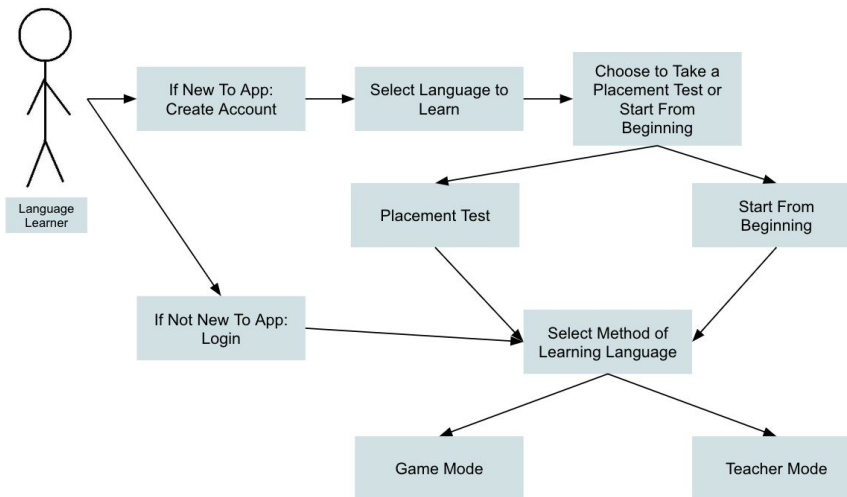 If New To App:
Create Account
Select Language to
Learn
Choose to Take a
Placement Test or
Start From
Beginning
Language
Learner
Placement Test
Start From
Beginning
If Not New To App:
Login
Select Method of
Learning Language
Game Mode
Teacher Mode